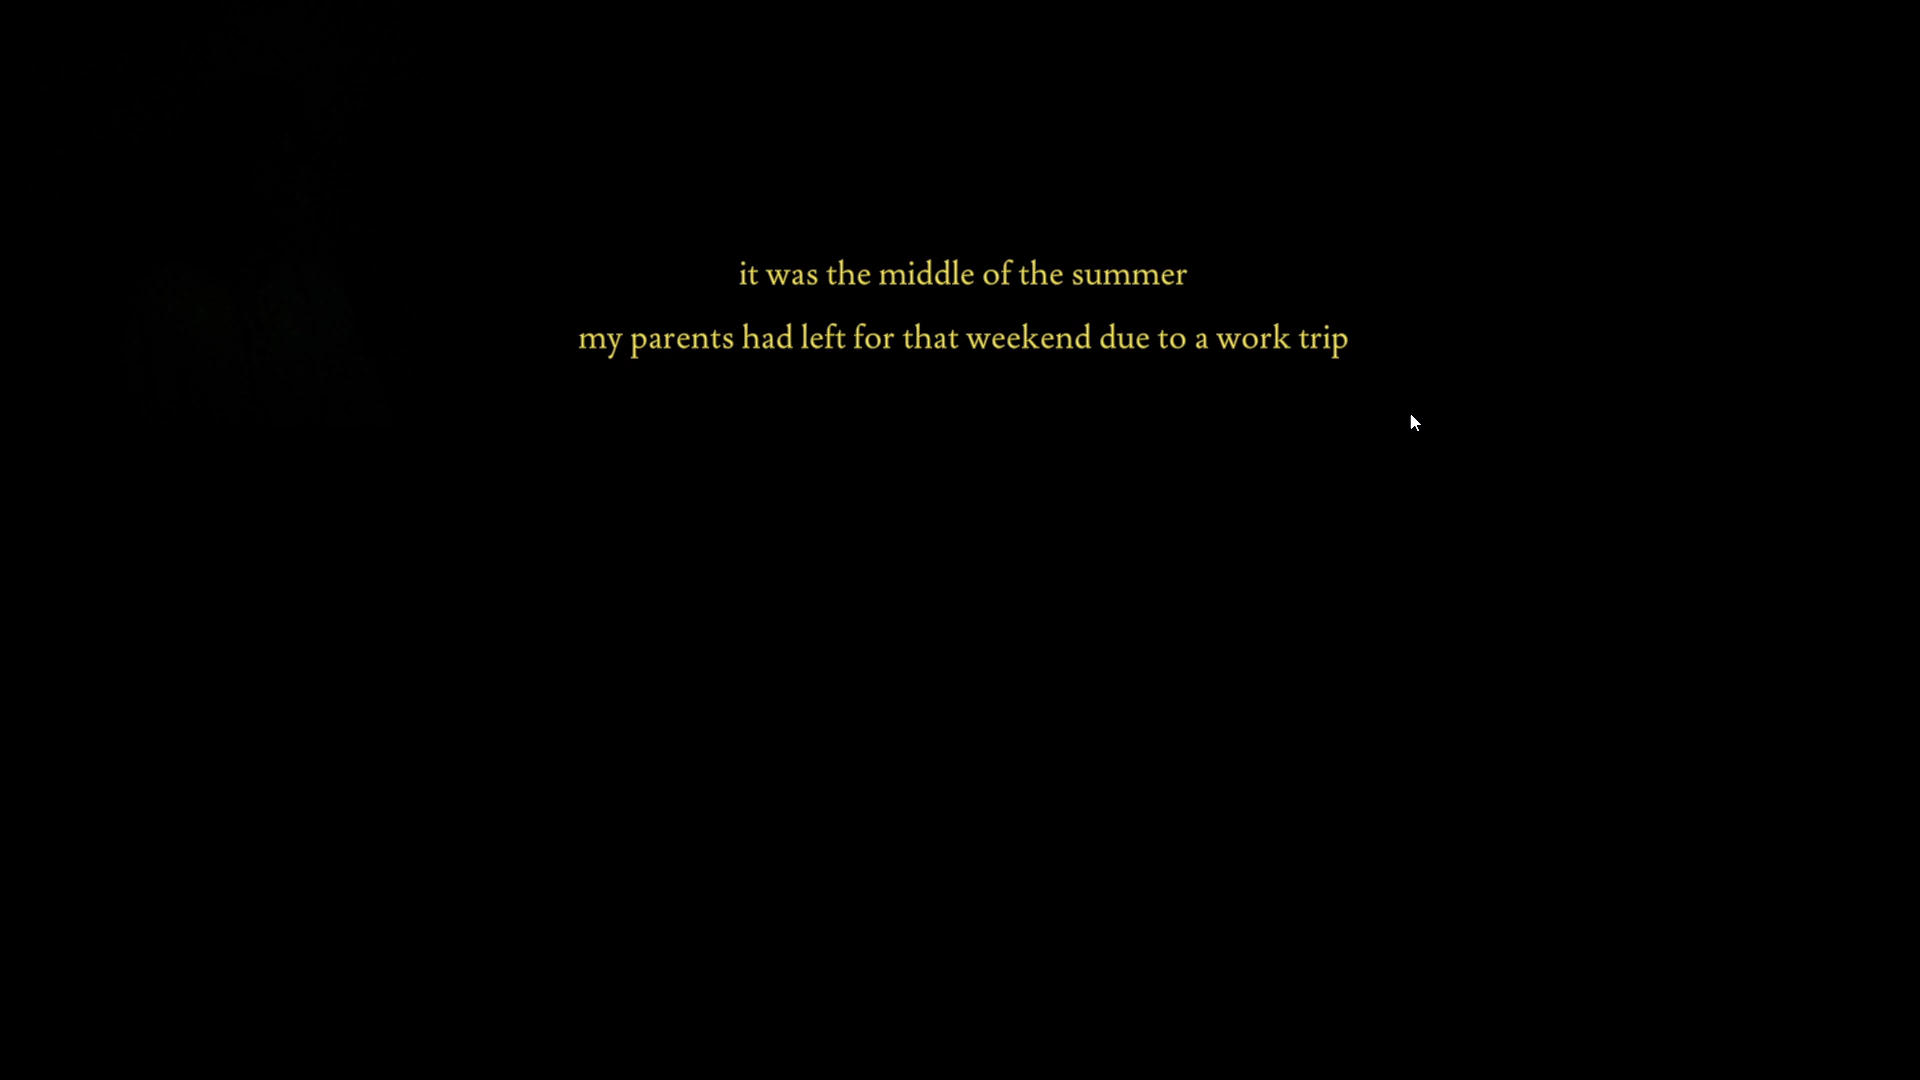 it was the middle of the summer
my parents had left for that weekend due to a work trip